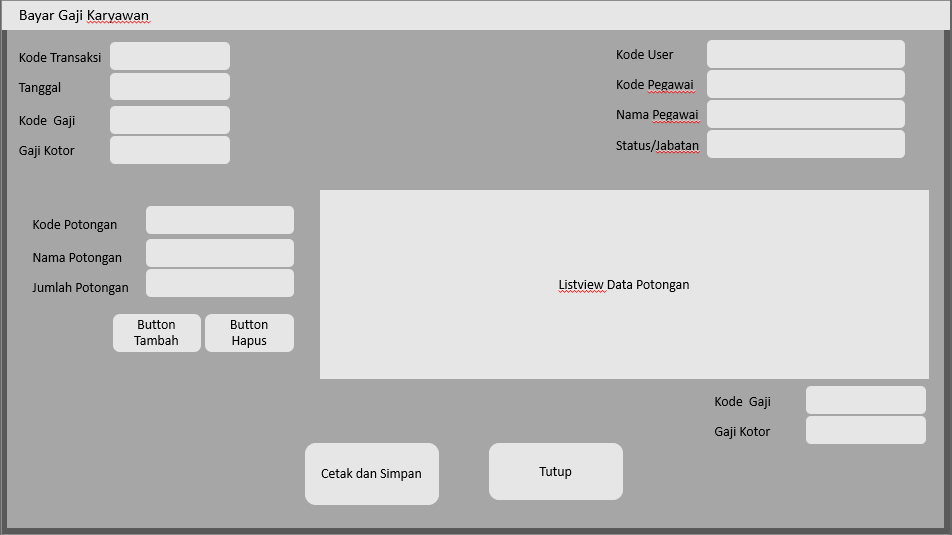 Bayar Gaji Karyawan
Kode Transaksi
Tanggal
Kode  Gaji
Gaji Kotor
Kode User
Kode Pegawai
Nama Pegawai
Status/Jabatan
Kode Potongan
Nama Potongan
Jumlah Potongan
Button
Tambah
Button
Hapus
Listview Data Potongan
Kode  Gaji
Gaji Kotor
Cetak dan Simpan
Tutup